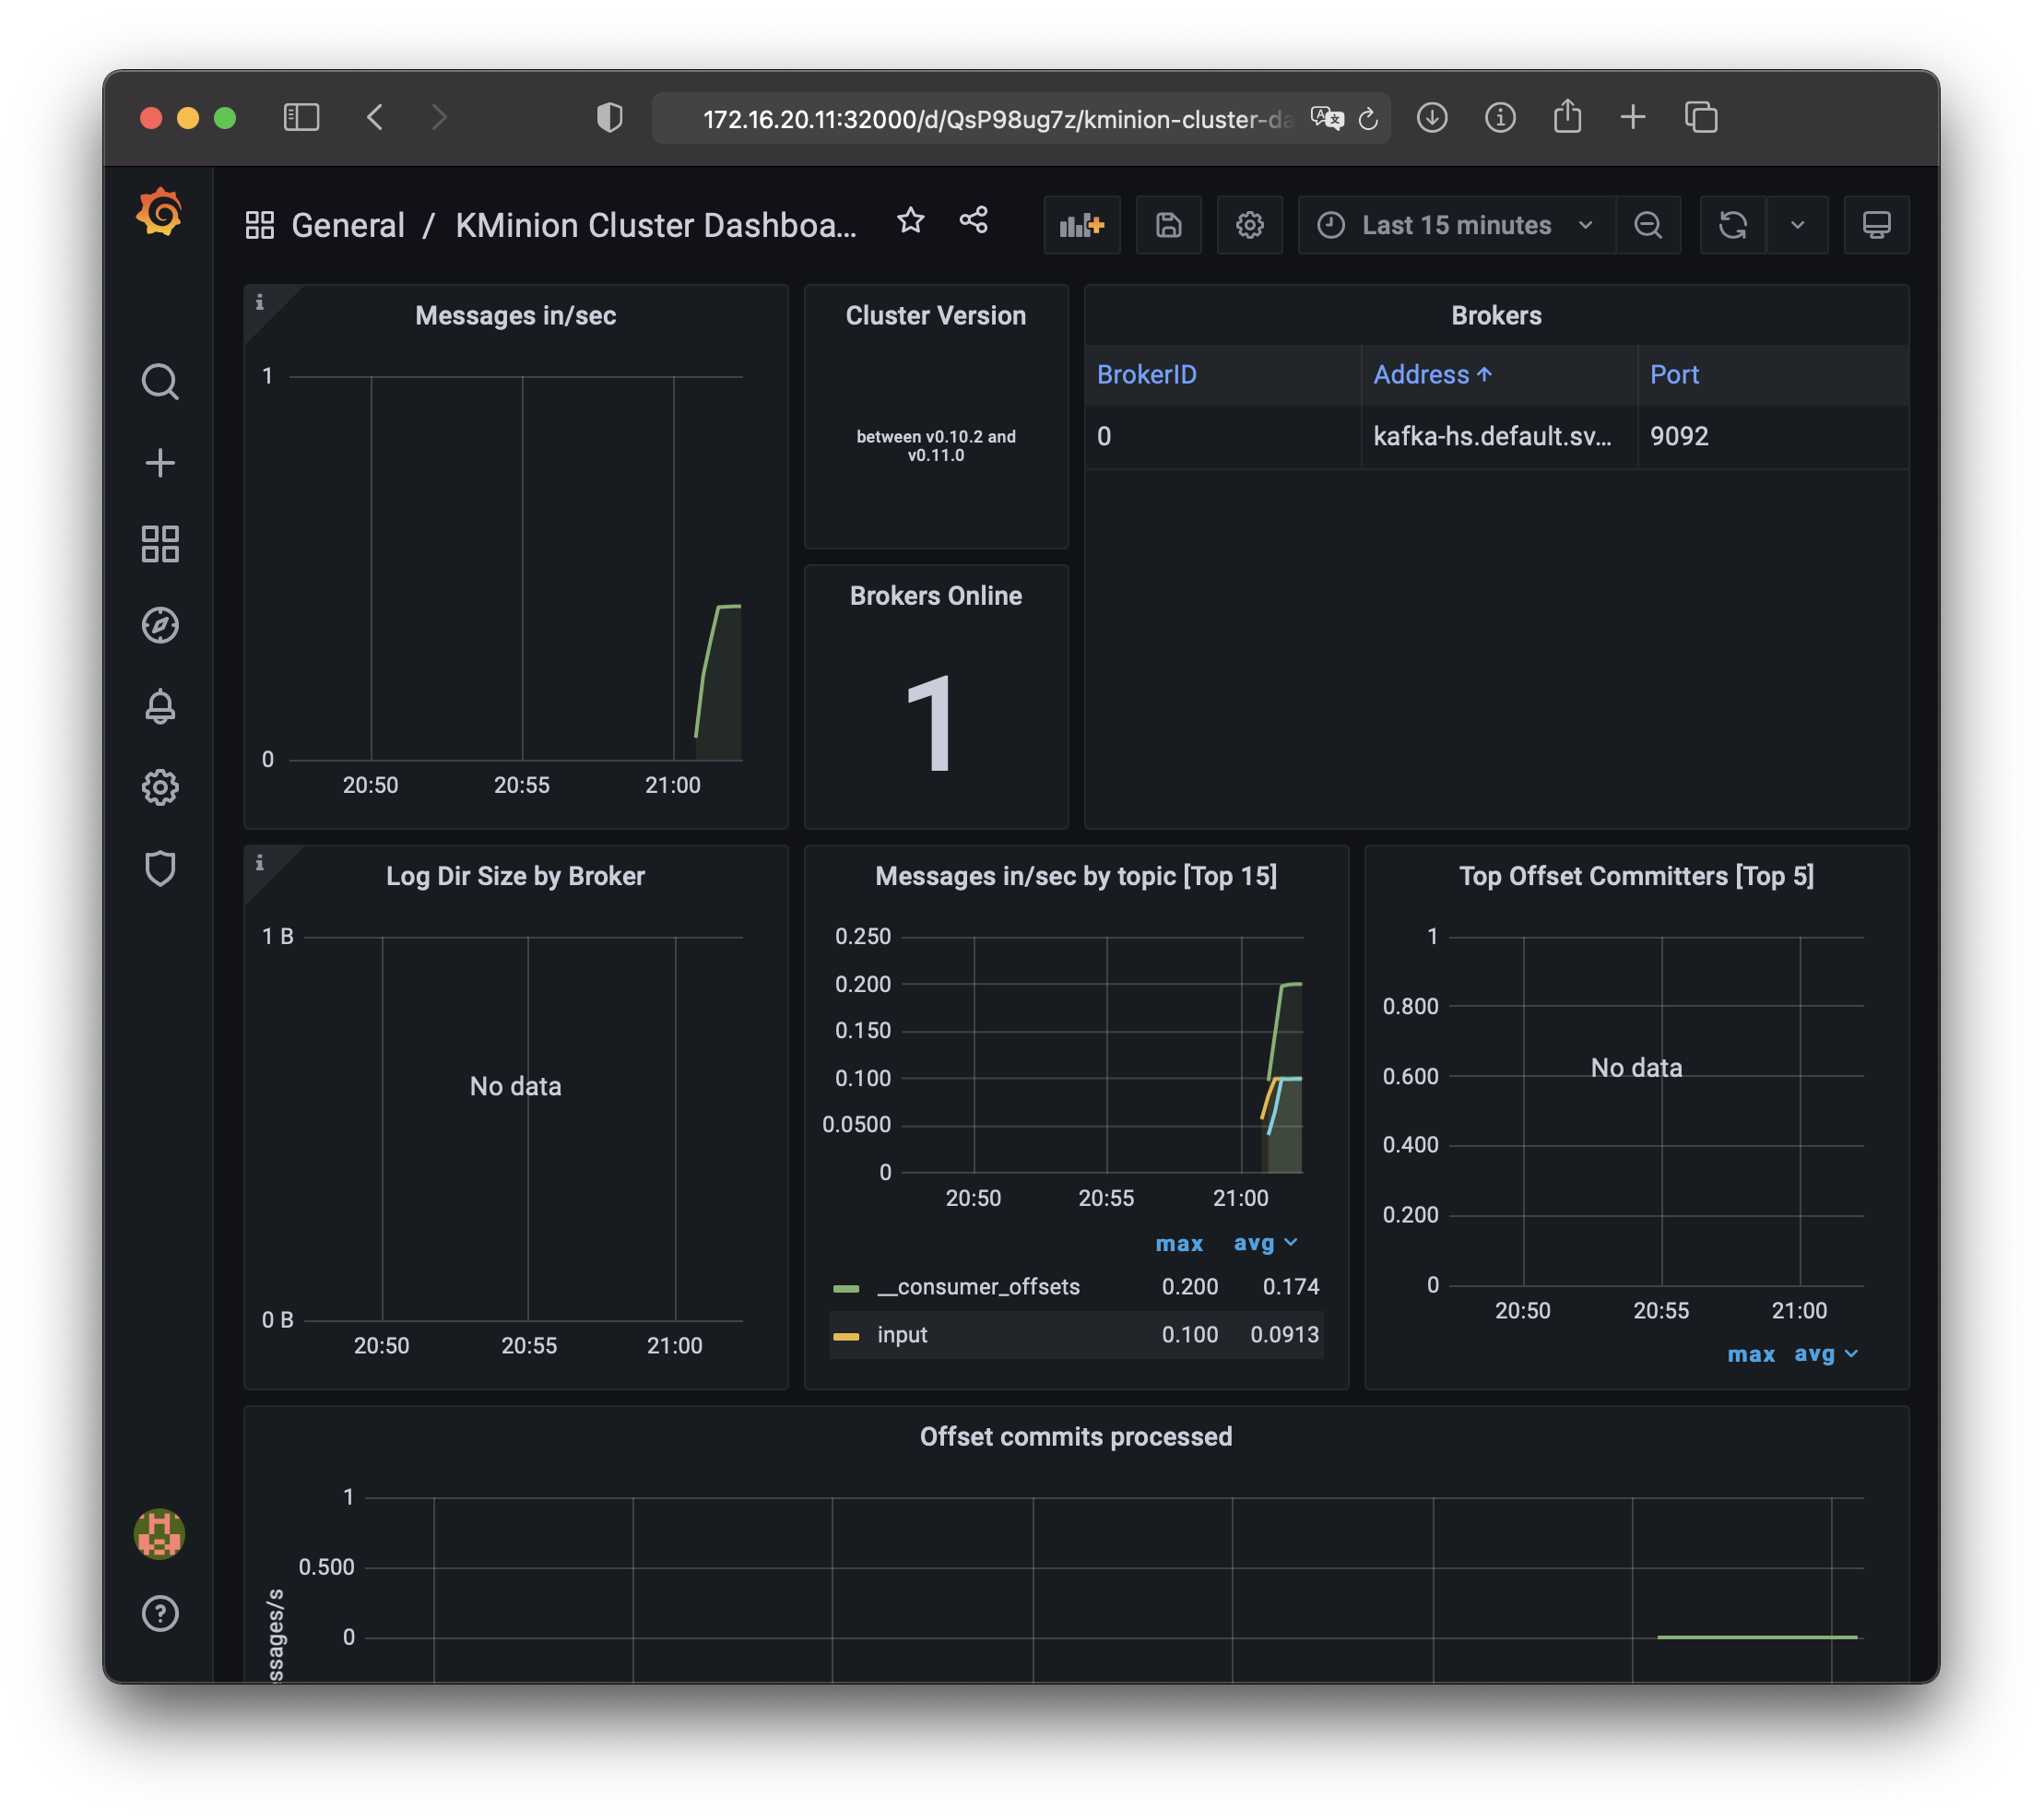 172.16.20.11:32000/d/QsP98ug7z/kminion-cluster-da
General / KMinion Cluster Dashboa...
Last 15 minutes
Messages in/sec
1
0
20:50 20:55 21:00
Cluster Version
between v0.10.2 and
v0.11.0
Brokers Online
1
Brokers
BrokerID Address Port
0 kafka-hs.default.sv... 9092
Log Dir Size by Broker
1 B
No data
0 B
20:50 20:55 21:00
Messages in/sec by topic [Top 15]
0.250
0.200
0.150
0.100
0.0500
0
20:50 20:55 21:00
max avg
__consumer_offsets 0.200 0.174
input 0.100 0.0913
Top Offset Committers [Top 5]
1
0.800
No data
0.600
0.400
0.200
0
20:50 20:55 21:00
max avg
Offset commits processed
1
0.500
0
ssages/s